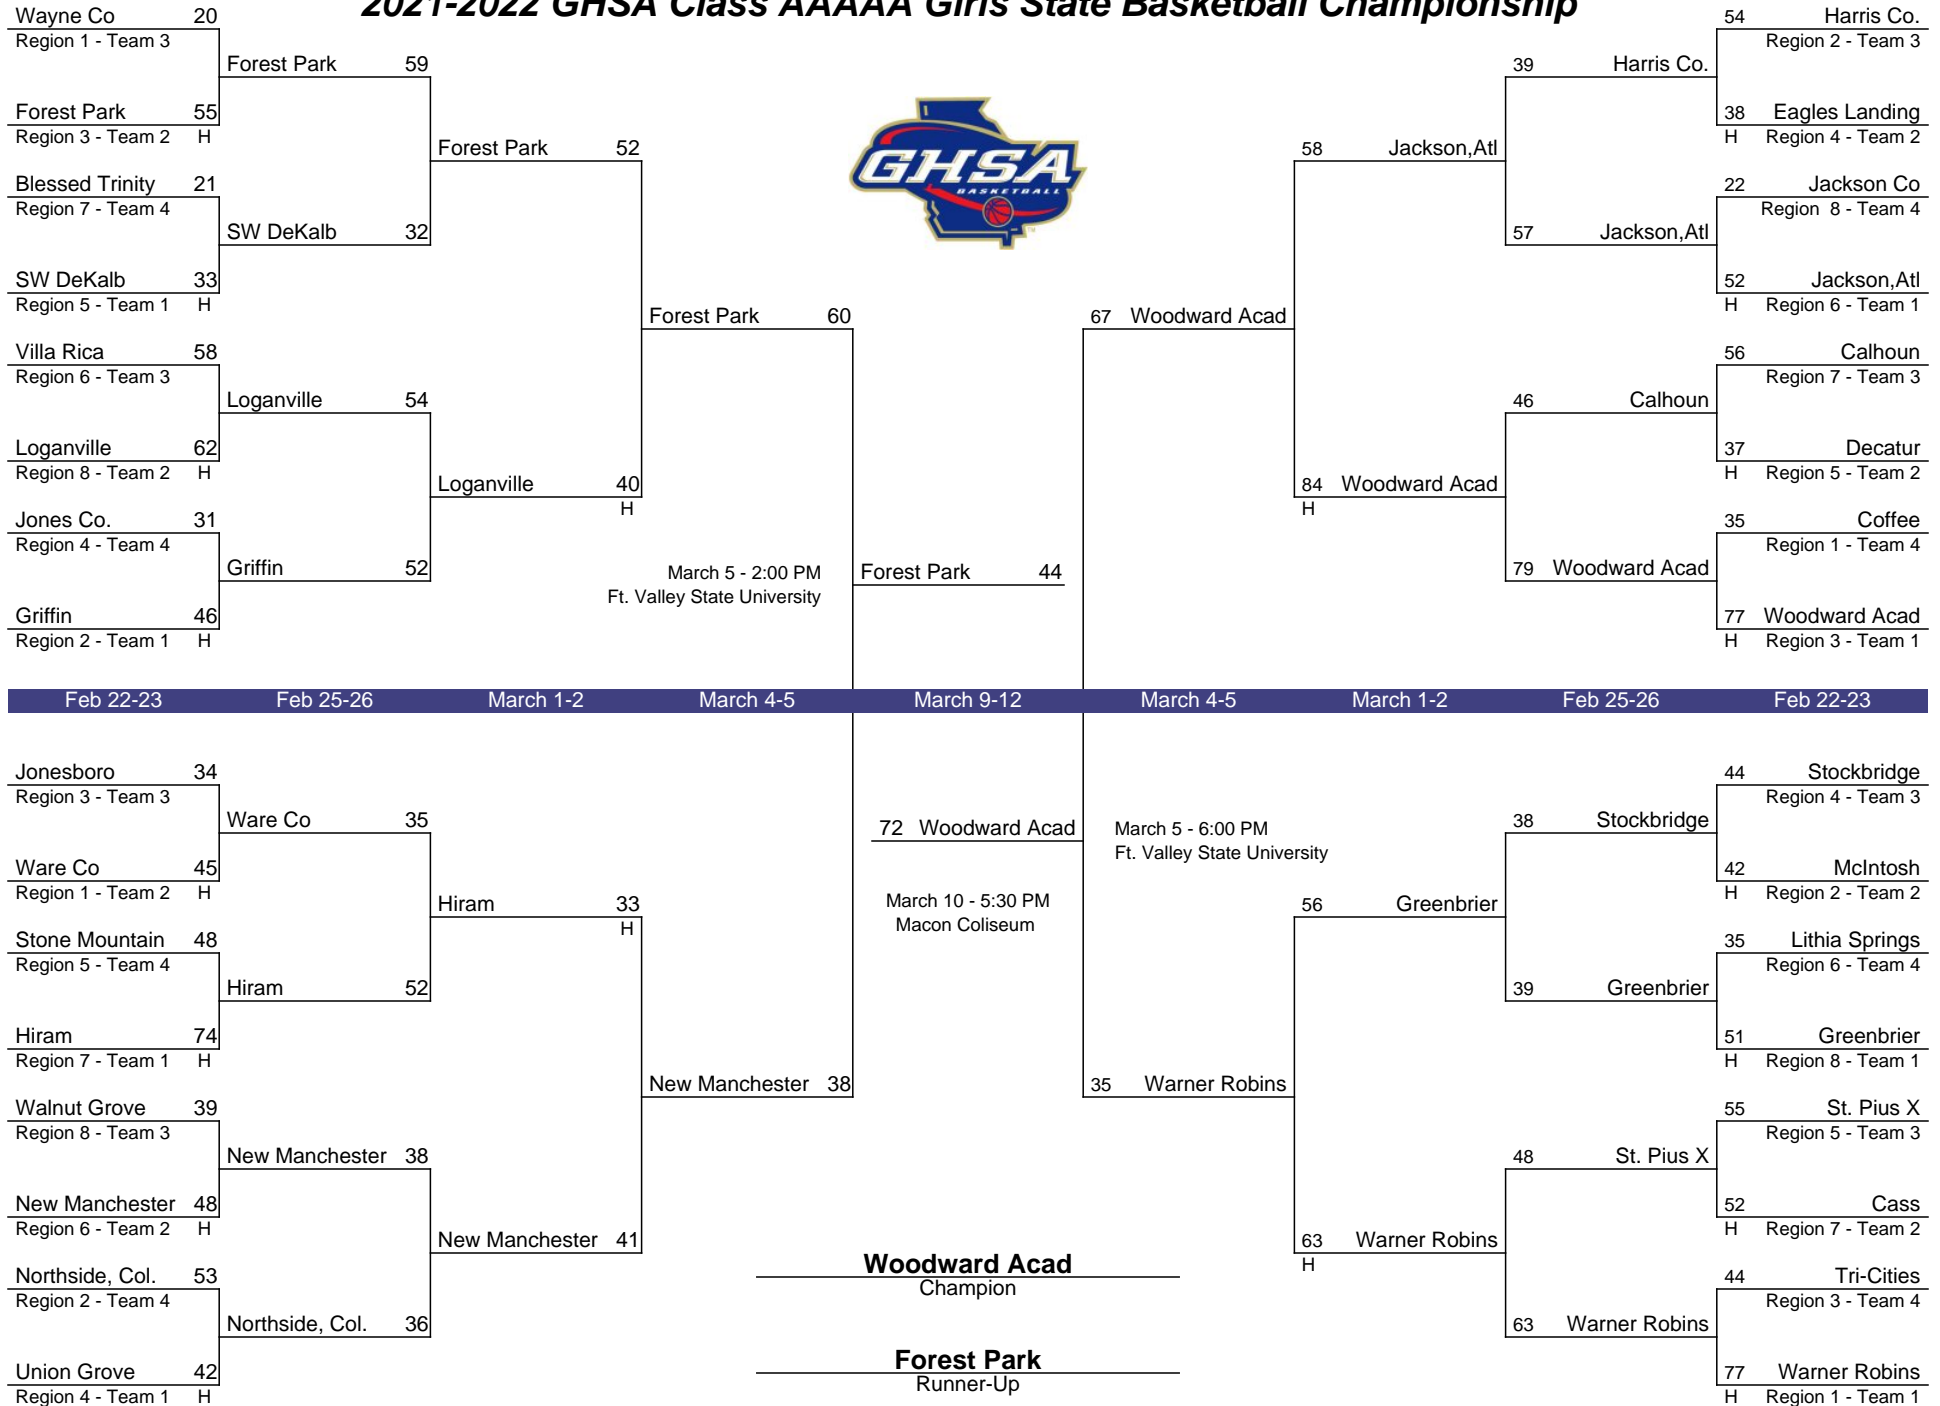 2021-2022 GHSA Class AAAAA Girls State Basketball Championship
Wayne Co 20
Region 1 - Team 3
Forest Park 59
Forest Park 55
Region 3 - Team 2 H
Forest Park 52
Blessed Trinity 21
Region 7 - Team 4
SW DeKalb 32
SW DeKalb 33
Region 5 - Team 1 H
Forest Park 60
Villa Rica 58
Region 6 - Team 3
Loganville 54
Loganville 62
Region 8 - Team 2 H
Loganville 40
H
Jones Co. 31
Region 4 - Team 4
Griffin 52
Griffin 46
Region 2 - Team 1 H
March 5 - 2:00 PM
Ft. Valley State University
Forest Park 44
GHSA
BASKETBALL
TM
54 Harris Co.
Region 2 - Team 3
39 Harris Co.
38 Eagles Landing
H Region 4 - Team 2
58 Jackson,Atl
22 Jackson Co
Region 8 - Team 4
57 Jackson,Atl
52 Jackson,Atl
H Region 6 - Team 1
67 Woodward Acad
56 Calhoun
Region 7 - Team 3
46 Calhoun
37 Decatur
H Region 5 - Team 2
84 Woodward Acad
H
35 Coffee
Region 1 - Team 4
79 Woodward Acad
77 Woodward Acad
H Region 3 - Team 1
Feb 22-23 Feb 25-26 March 1-2 March 4-5 March 9-12 March 4-5 March 1-2 Feb 25-26 Feb 22-23
Jonesboro 34
Region 3 - Team 3
Ware Co 35
Ware Co 45
Region 1 - Team 2 H
Hiram 33
H
Stone Mountain 48
Region 5 - Team 4
Hiram 52
Hiram 74
Region 7 - Team 1 H
New Manchester 38
Walnut Grove 39
Region 8 - Team 3
New Manchester 38
New Manchester 48
Region 6 - Team 2 H
New Manchester 41
Northside, Col. 53
Region 2 - Team 4
Northside, Col. 36
Union Grove 42
Region 4 - Team 1 H
72 Woodward Acad
March 10 - 5:30 PM
Macon Coliseum
March 5 - 6:00 PM
Ft. Valley State University
44 Stockbridge
Region 4 - Team 3
38 Stockbridge
42 McIntosh
H Region 2 - Team 2
56 Greenbrier
35 Lithia Springs
Region 6 - Team 4
39 Greenbrier
51 Greenbrier
H Region 8 - Team 1
35 Warner Robins
55 St. Pius X
Region 5 - Team 3
48 St. Pius X
52 Cass
H Region 7 - Team 2
63 Warner Robins
H
44 Tri-Cities
Region 3 - Team 4
63 Warner Robins
77 Warner Robins
H Region 1 - Team 1
Woodward Acad
Champion
Forest Park
Runner-Up